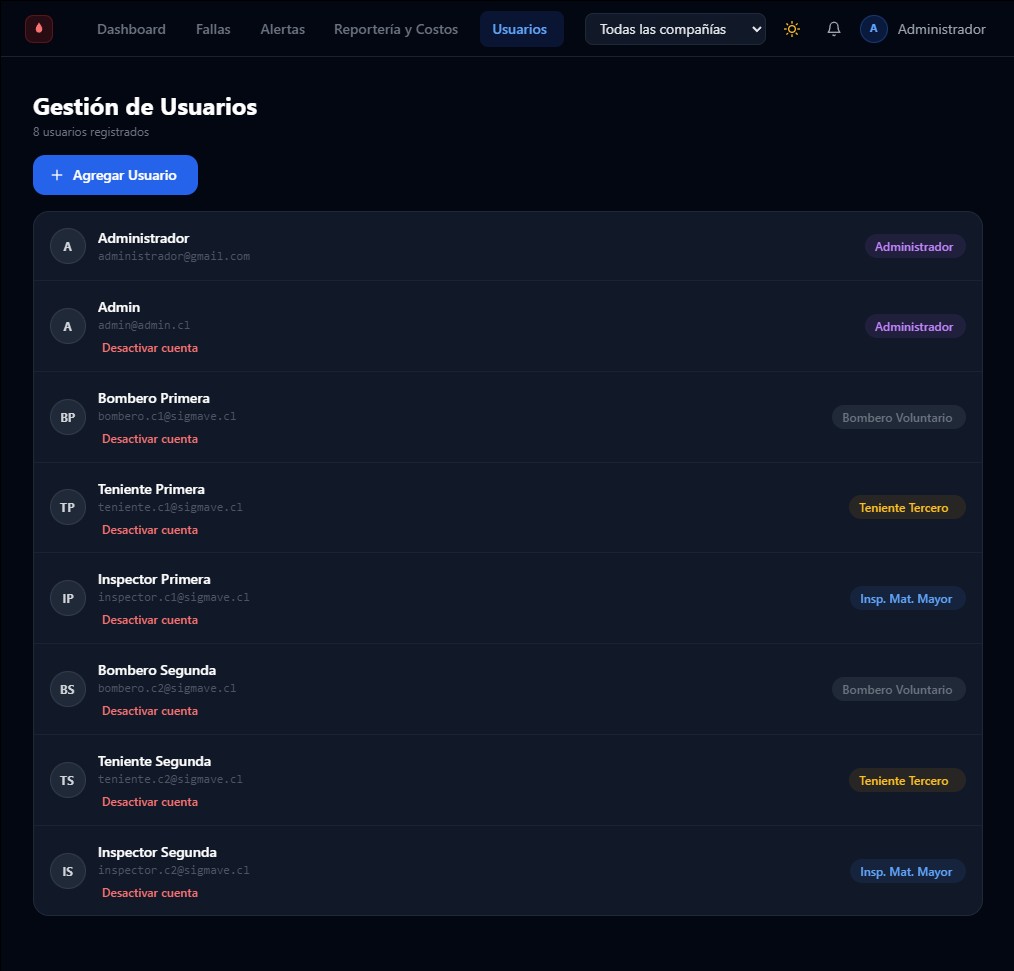 Dashboard Fallas Alertas Reportería y Costos Usuarios Todas las compañías A Administrador
Gestión de Usuarios
8 usuarios registrados
+ Agregar Usuario
A Administrador Administrador
administrador@gmail.com
A Admin Administrador
admin@admin.cl
Desactivar cuenta
BP Bombero Primera Bombero Voluntario
bombero.c1@sigmave.cl
Desactivar cuenta
TP Teniente Primera Teniente Tercero
teniente.c1@sigmave.cl
Desactivar cuenta
IP Inspector Primera Insp. Mat. Mayor
inspector.c1@sigmave.cl
Desactivar cuenta
BS Bombero Segunda Bombero Voluntario
bombero.c2@sigmave.cl
Desactivar cuenta
TS Teniente Segunda Teniente Tercero
teniente.c2@sigmave.cl
Desactivar cuenta
IS Inspector Segunda Insp. Mat. Mayor
inspector.c2@sigmave.cl
Desactivar cuenta